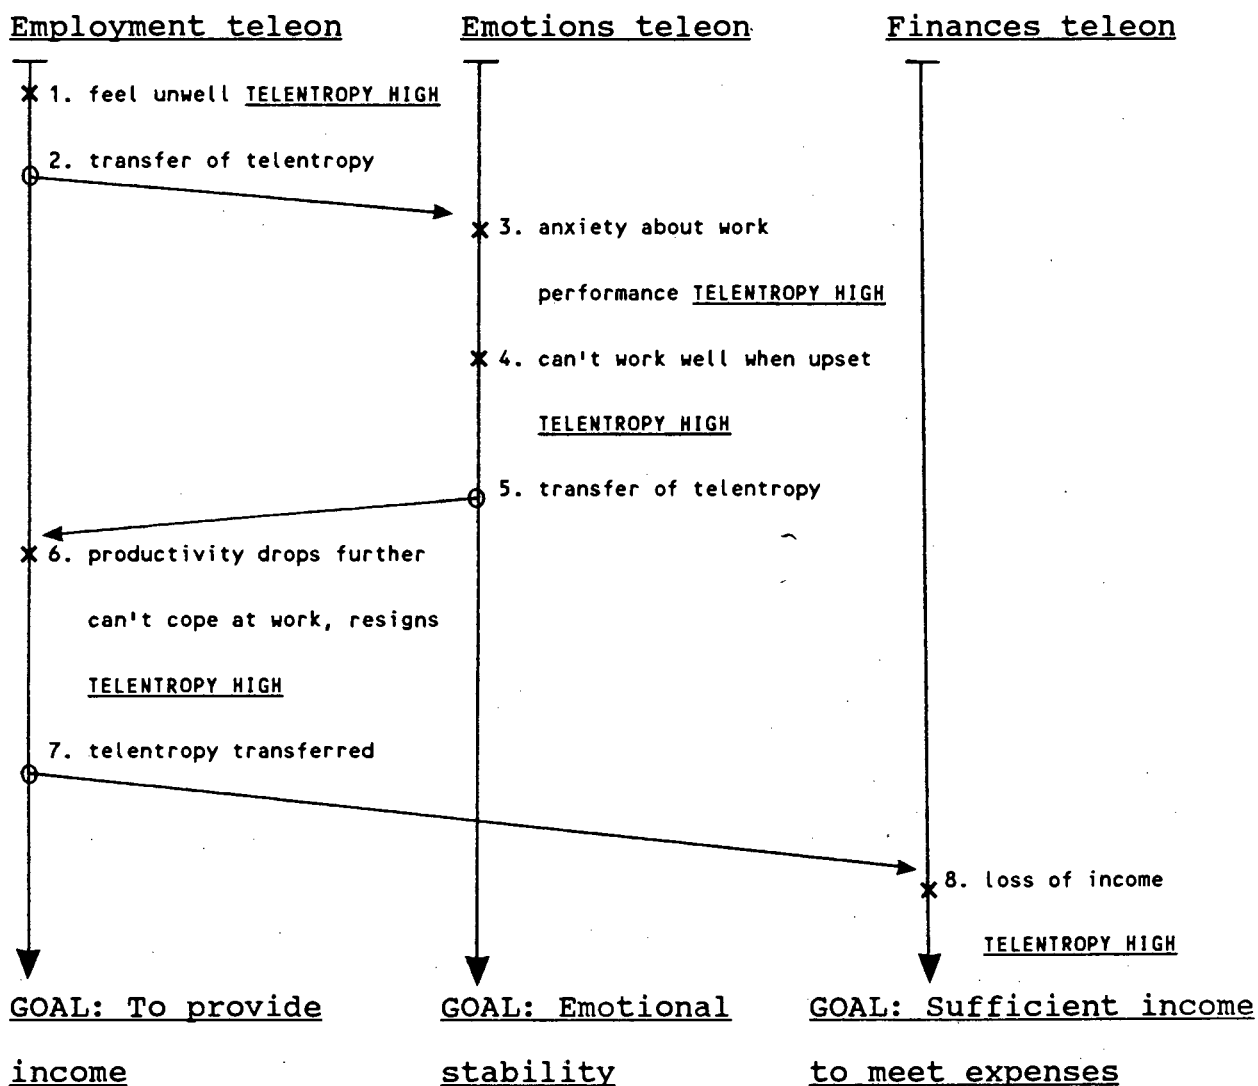 Employment teleon
Emotions teleon
Finances teleon
1. feel unwell TELENTROPY HIGH
2. transfer of telentropy
3. anxiety about work
performance TELENTROPY HIGH
4. can't work well when upset
TELENTROPY HIGH
5. transfer of telentropy
6. productivity drops further
can't cope at work, resigns
TELENTROPY HIGH
7. telentropy transferred
8. loss of income
TELENTROPY HIGH
GOAL: To provide
income
GOAL: Emotional
stability
GOAL: Sufficient income
to meet expenses